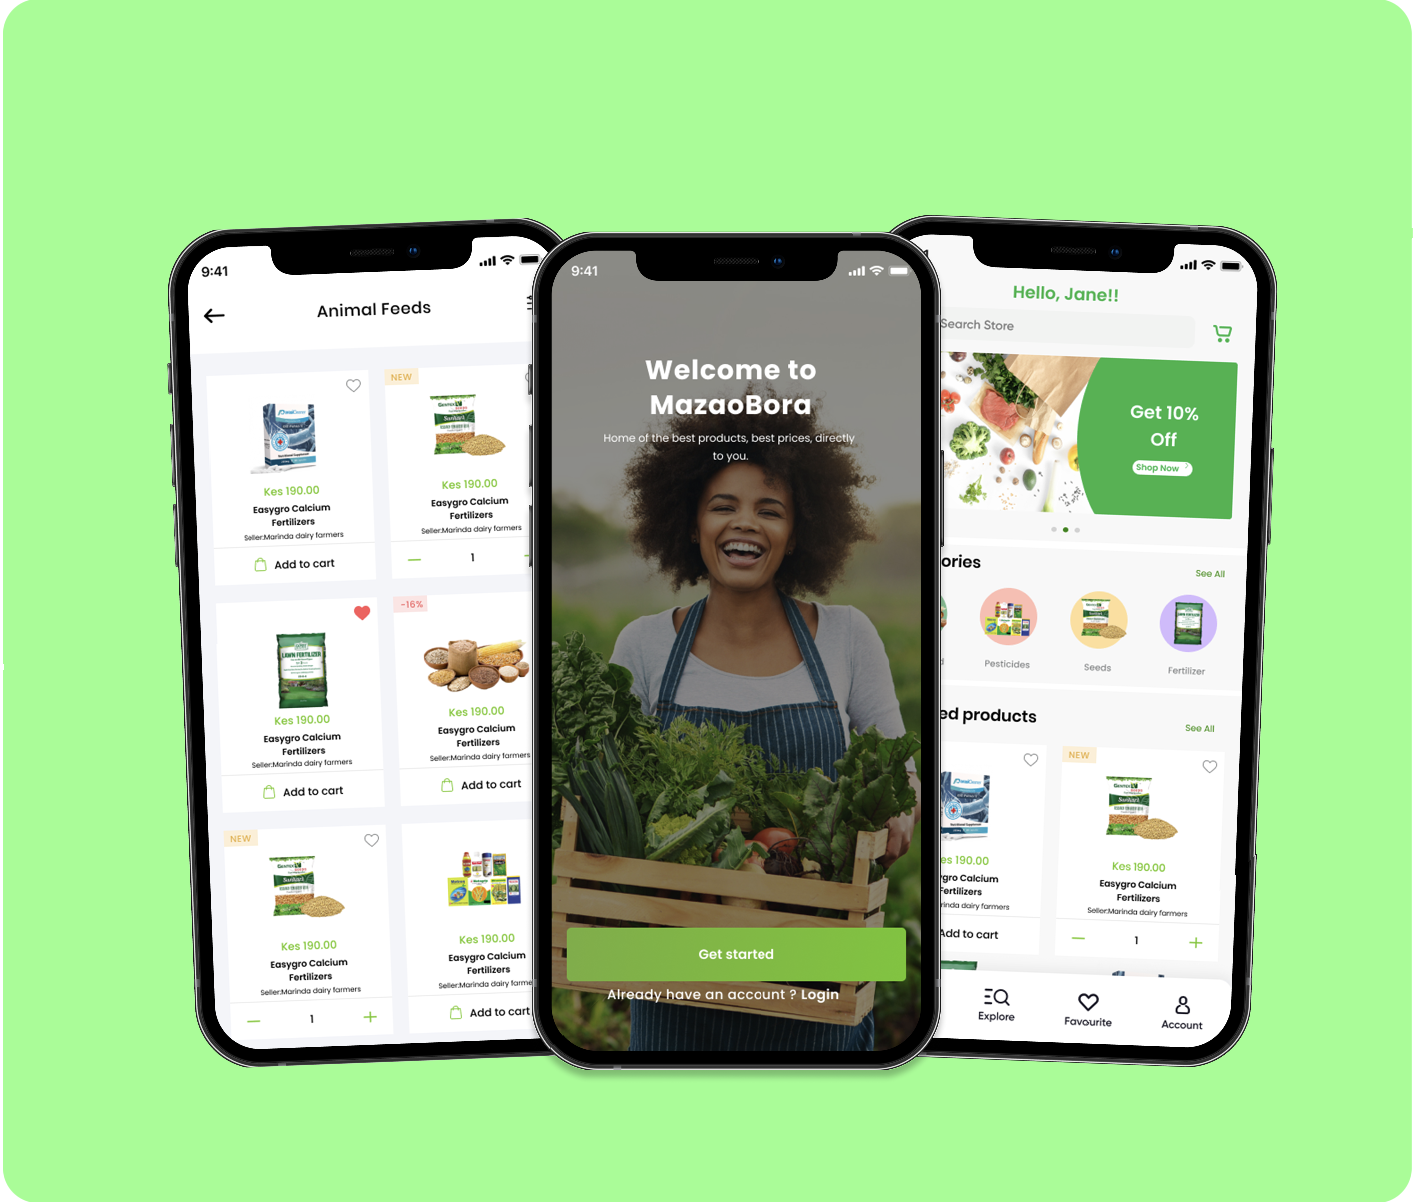 9:41
Animal Feeds
Kes 190.00
Easygro Calcium
Fertilizers
Seller:Marinda dairy farmers
Add to cart
NEW
Kes 190.00
Easygro Calcium
Fertilizers
Seller:Marinda dairy farmers
1
LAWN FERTILIZER
Kes 190.00
Easygro Calcium
Fertilizers
Seller:Marinda dairy farmers
Add to cart
-16%
Kes 190.00
Easygro Calcium
Fertilizers
Seller:Marinda dairy farmers
Add to cart
NEW
Kes 190.00
Easygro Calcium
Fertilizers
Seller:Marinda dairy farmers
1
Kes 190.00
Easygro Calcium
Fertilizers
Seller:Marinda dairy farme
Add to cart
9:41
Welcome to
MazaoBora
Home of the best products, best prices, directly
to you.
Get started
Already have an account ? Login
Hello, Jane!!
Search Store
Get 10%
Off
Shop Now
ories
See All
Pesticides
Seeds
Fertilizer
ed products
See All
es 190.00
gro Calcium
Fertilizers
rinda dairy farmers
Add to cart
NEW
Kes 190.00
Easygro Calcium
Fertilizers
Seller:Marinda dairy farmers
1
Explore
Favourite
Account